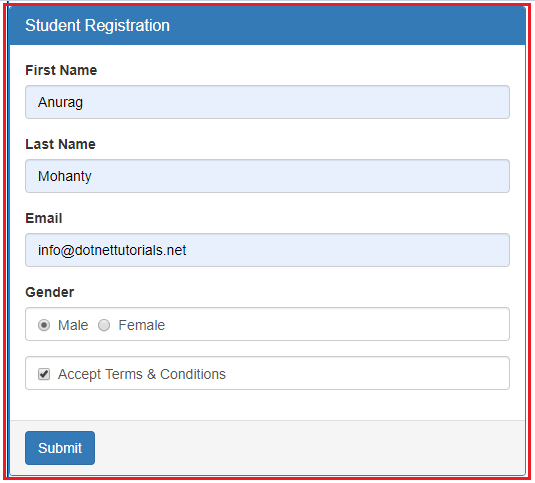 Student Registration
First Name
Anurag
Last Name
Mohanty
Email
info@dotnettutorials.net
Gender
Male Female
Accept Terms & Conditions
Submit